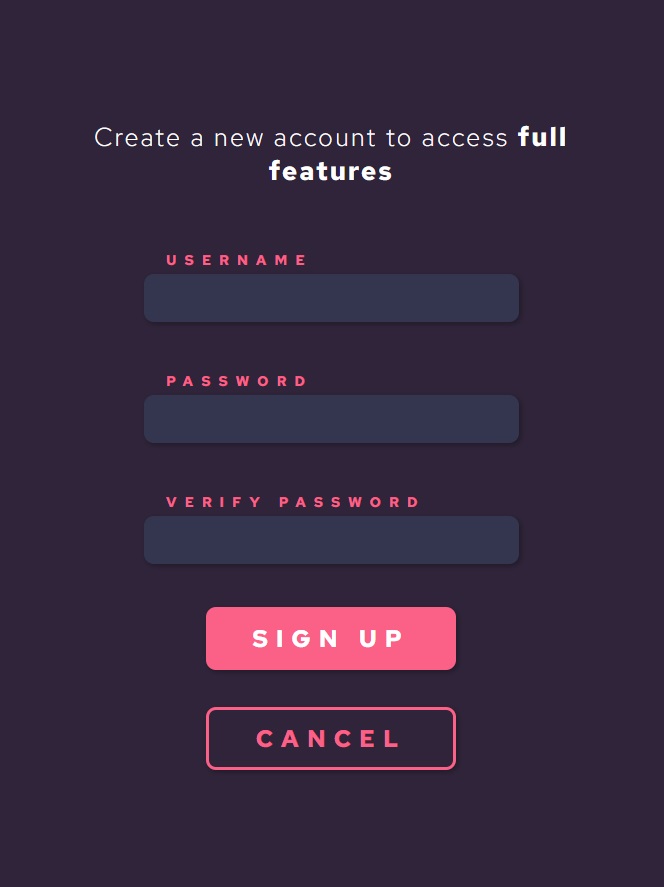 Create a new account to access full
features
USERNAME
PASSWORD
VERIFY PASSWORD
SIGN UP
CANCEL